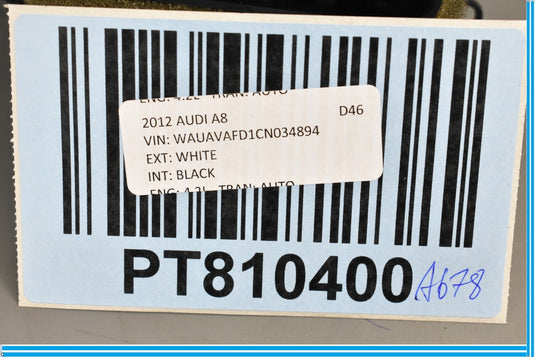 ENG: 4.2L TRAN: AUTO
2012 AUDI A8 D46
VIN: WAUAVAFD1CN034894
EXT: WHITE
INT: BLACK
ENG: 4.2L TRAN: AUTO
PT810400 A678